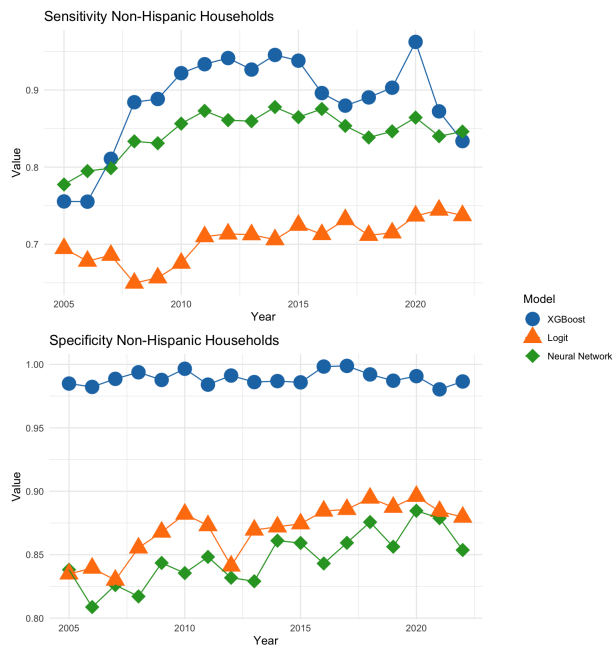 Sensitivity Non-Hispanic Households
Value
0.9
0.8
0.7
2005 2010 2015 2020
Year
Model
XGBoost
Logit
Neural Network
Specificity Non-Hispanic Households
Value
1.00
0.95
0.90
0.85
0.80
2005 2010 2015 2020
Year